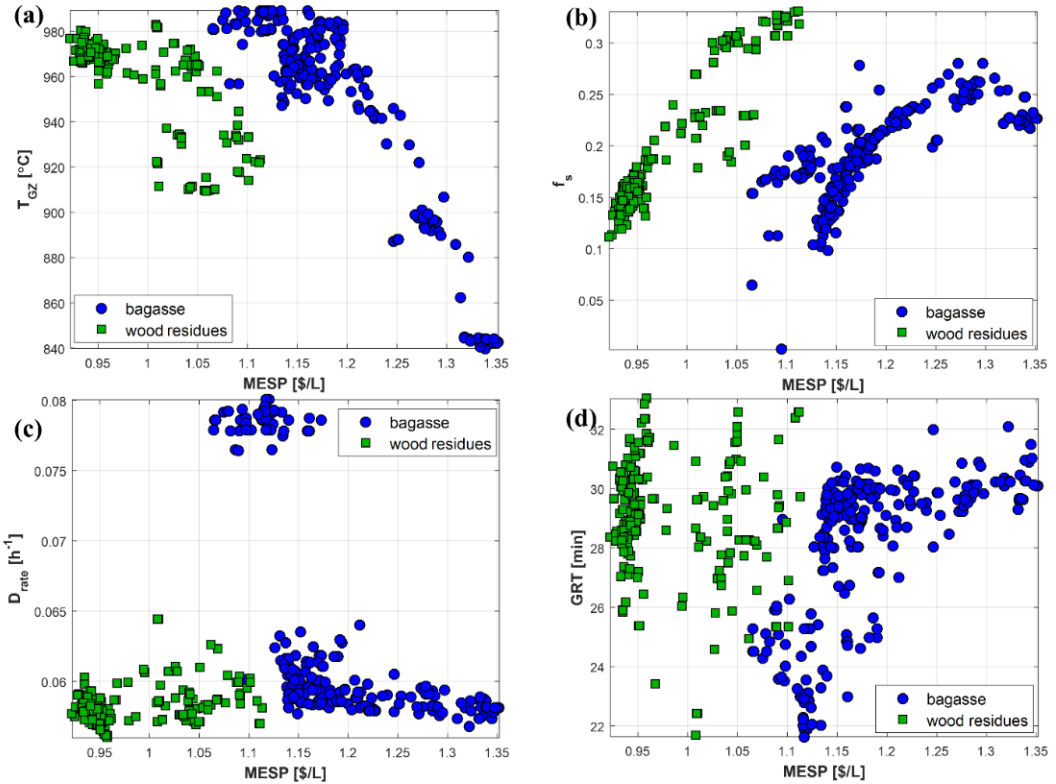 (a)
980
960
940
920
900
880
860
840
T_GZ [°C]
bagasse
wood residues
0.95 1 1.05 1.1 1.15 1.2 1.25 1.3 1.35
MESP [$/L]
(b)
0.3
0.25
0.2
0.15
0.1
0.05
f_s
bagasse
wood residues
0.95 1 1.05 1.1 1.15 1.2 1.25 1.3 1.35
MESP [$/L]
(c)
0.08
0.075
0.07
0.065
0.06
D_rate [h⁻¹]
bagasse
wood residues
0.95 1 1.05 1.1 1.15 1.2 1.25 1.3 1.35
MESP [$/L]
(d)
32
30
28
26
24
22
GRT [min]
bagasse
wood residues
0.95 1 1.05 1.1 1.15 1.2 1.25 1.3 1.35
MESP [$/L]